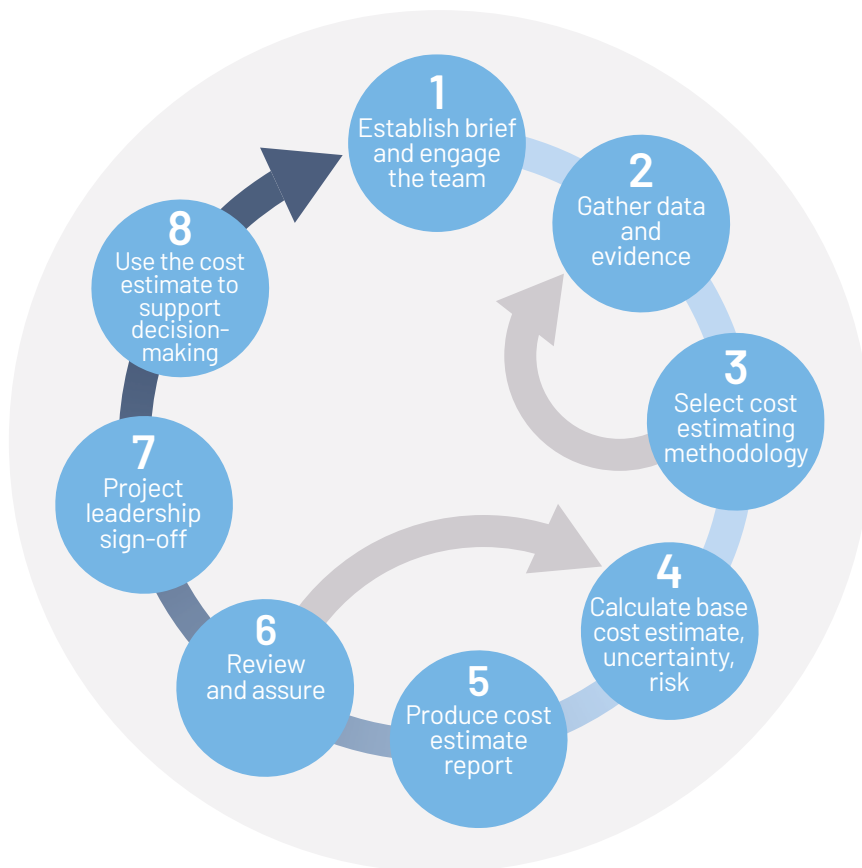 1
Establish brief
and engage
the team
2
Gather data
and
evidence
3
Select cost
estimating
methodology
4
Calculate base
cost estimate,
uncertainty,
risk
5
Produce cost
estimate
report
6
Review
and assure
7
Project
leadership
sign-off
8
Use the cost
estimate to
support
decision-
making